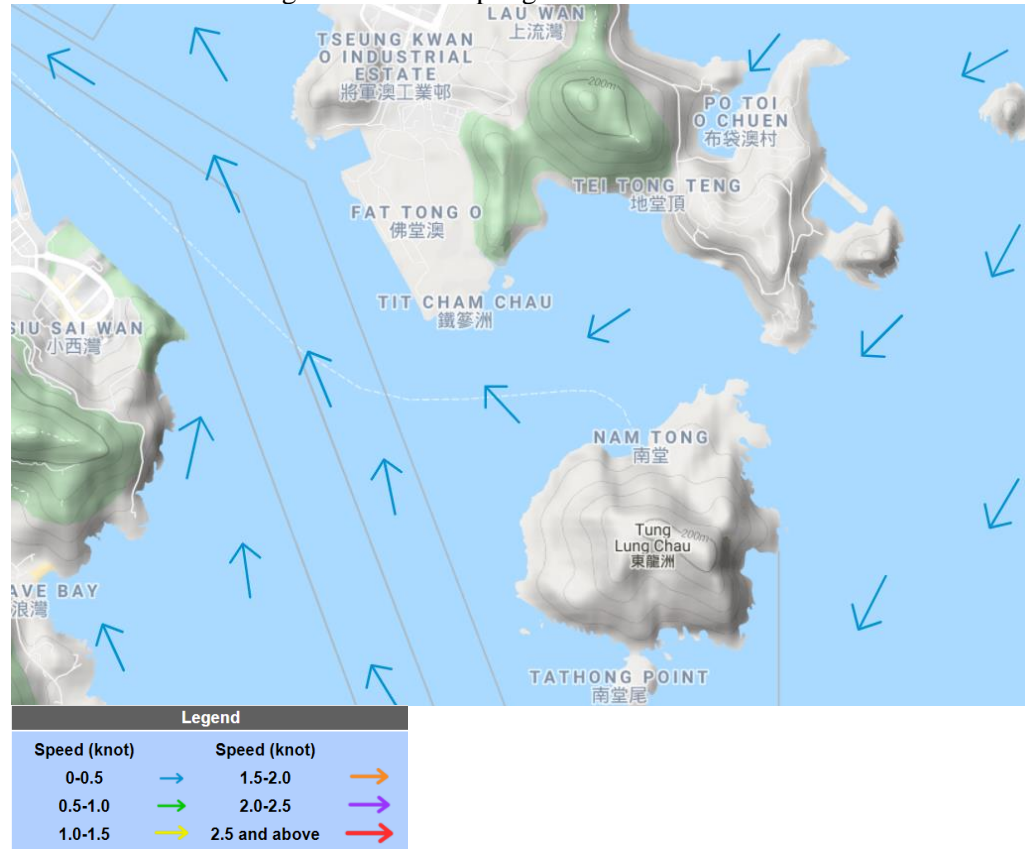 LAU WAN
上流灣
TSEUNG KWAN
O INDUSTRIAL
ESTATE
將軍澳工業邨
200m
PO TOI
O CHUEN
布袋澳村
TEI TONG TENG
地堂頂
FAT TONG O
佛堂澳
TIT CHAM CHAU
鐵篸洲
SIU SAI WAN
小西灣
NAM TONG
南堂
Tung
Lung Chau
東龍洲
200m
AVE BAY
浪灣
TATHONG POINT
南堂尾
Legend
Speed (knot) Speed (knot)
0-0.5 1.5-2.0
0.5-1.0 2.0-2.5
1.0-1.5 2.5 and above